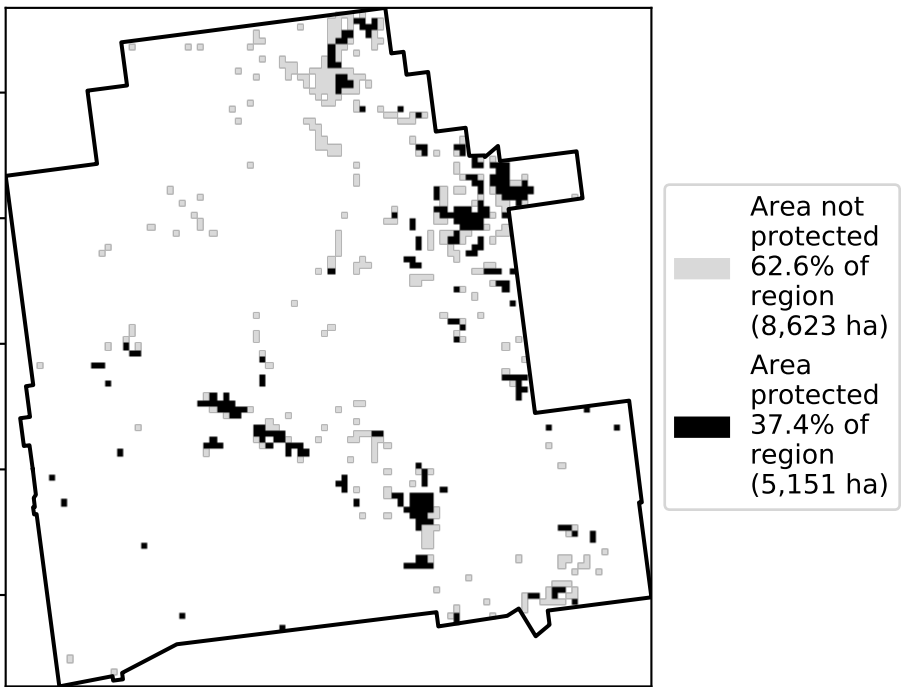 Area not
protected
62.6% of
region
(8,623 ha)
Area
protected
37.4% of
region
(5,151 ha)